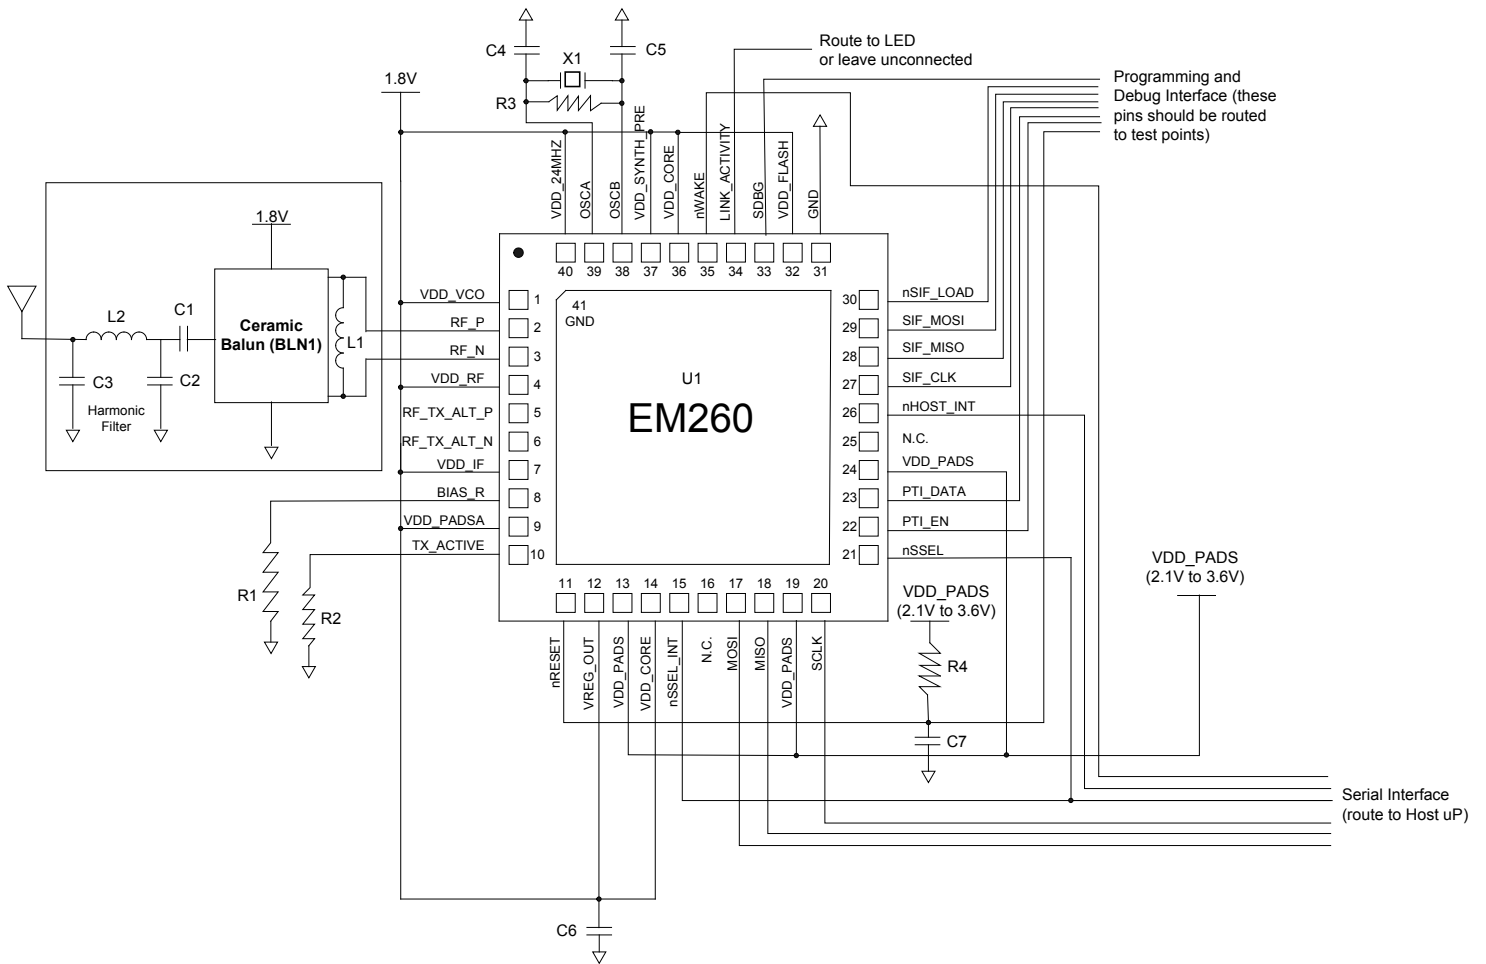 C4
C5
X1
R3
1.8V
Route to LED
or leave unconnected
Programming and
Debug Interface (these
pins should be routed
to test points)
VDD_24MHZ
OSCA
OSCB
VDD_SYNTH_PRE
VDD_CORE
nWAKE
LINK_ACTIVITY
SDBG
VDD_FLASH
GND
40 39 38 37 36 35 34 33 32 31
1.8V
Ceramic
Balun (BLN1)
L1
L2
C1
C3
C2
Harmonic
Filter
VDD_VCO 1
RF_P 2
RF_N 3
VDD_RF 4
RF_TX_ALT_P 5
RF_TX_ALT_N 6
VDD_IF 7
BIAS_R 8
VDD_PADSA 9
TX_ACTIVE 10
R1
R2
41
GND
U1
EM260
30 nSIF_LOAD
29 SIF_MOSI
28 SIF_MISO
27 SIF_CLK
26 nHOST_INT
25 N.C.
24 VDD_PADS
23 PTI_DATA
22 PTI_EN
21 nSSEL
11 12 13 14 15 16 17 18 19 20
nRESET
VREG_OUT
VDD_PADS
VDD_CORE
nSSEL_INT
N.C.
MOSI
MISO
VDD_PADS
SCLK
VDD_PADS
(2.1V to 3.6V)
R4
C7
VDD_PADS
(2.1V to 3.6V)
Serial Interface
(route to Host uP)
C6